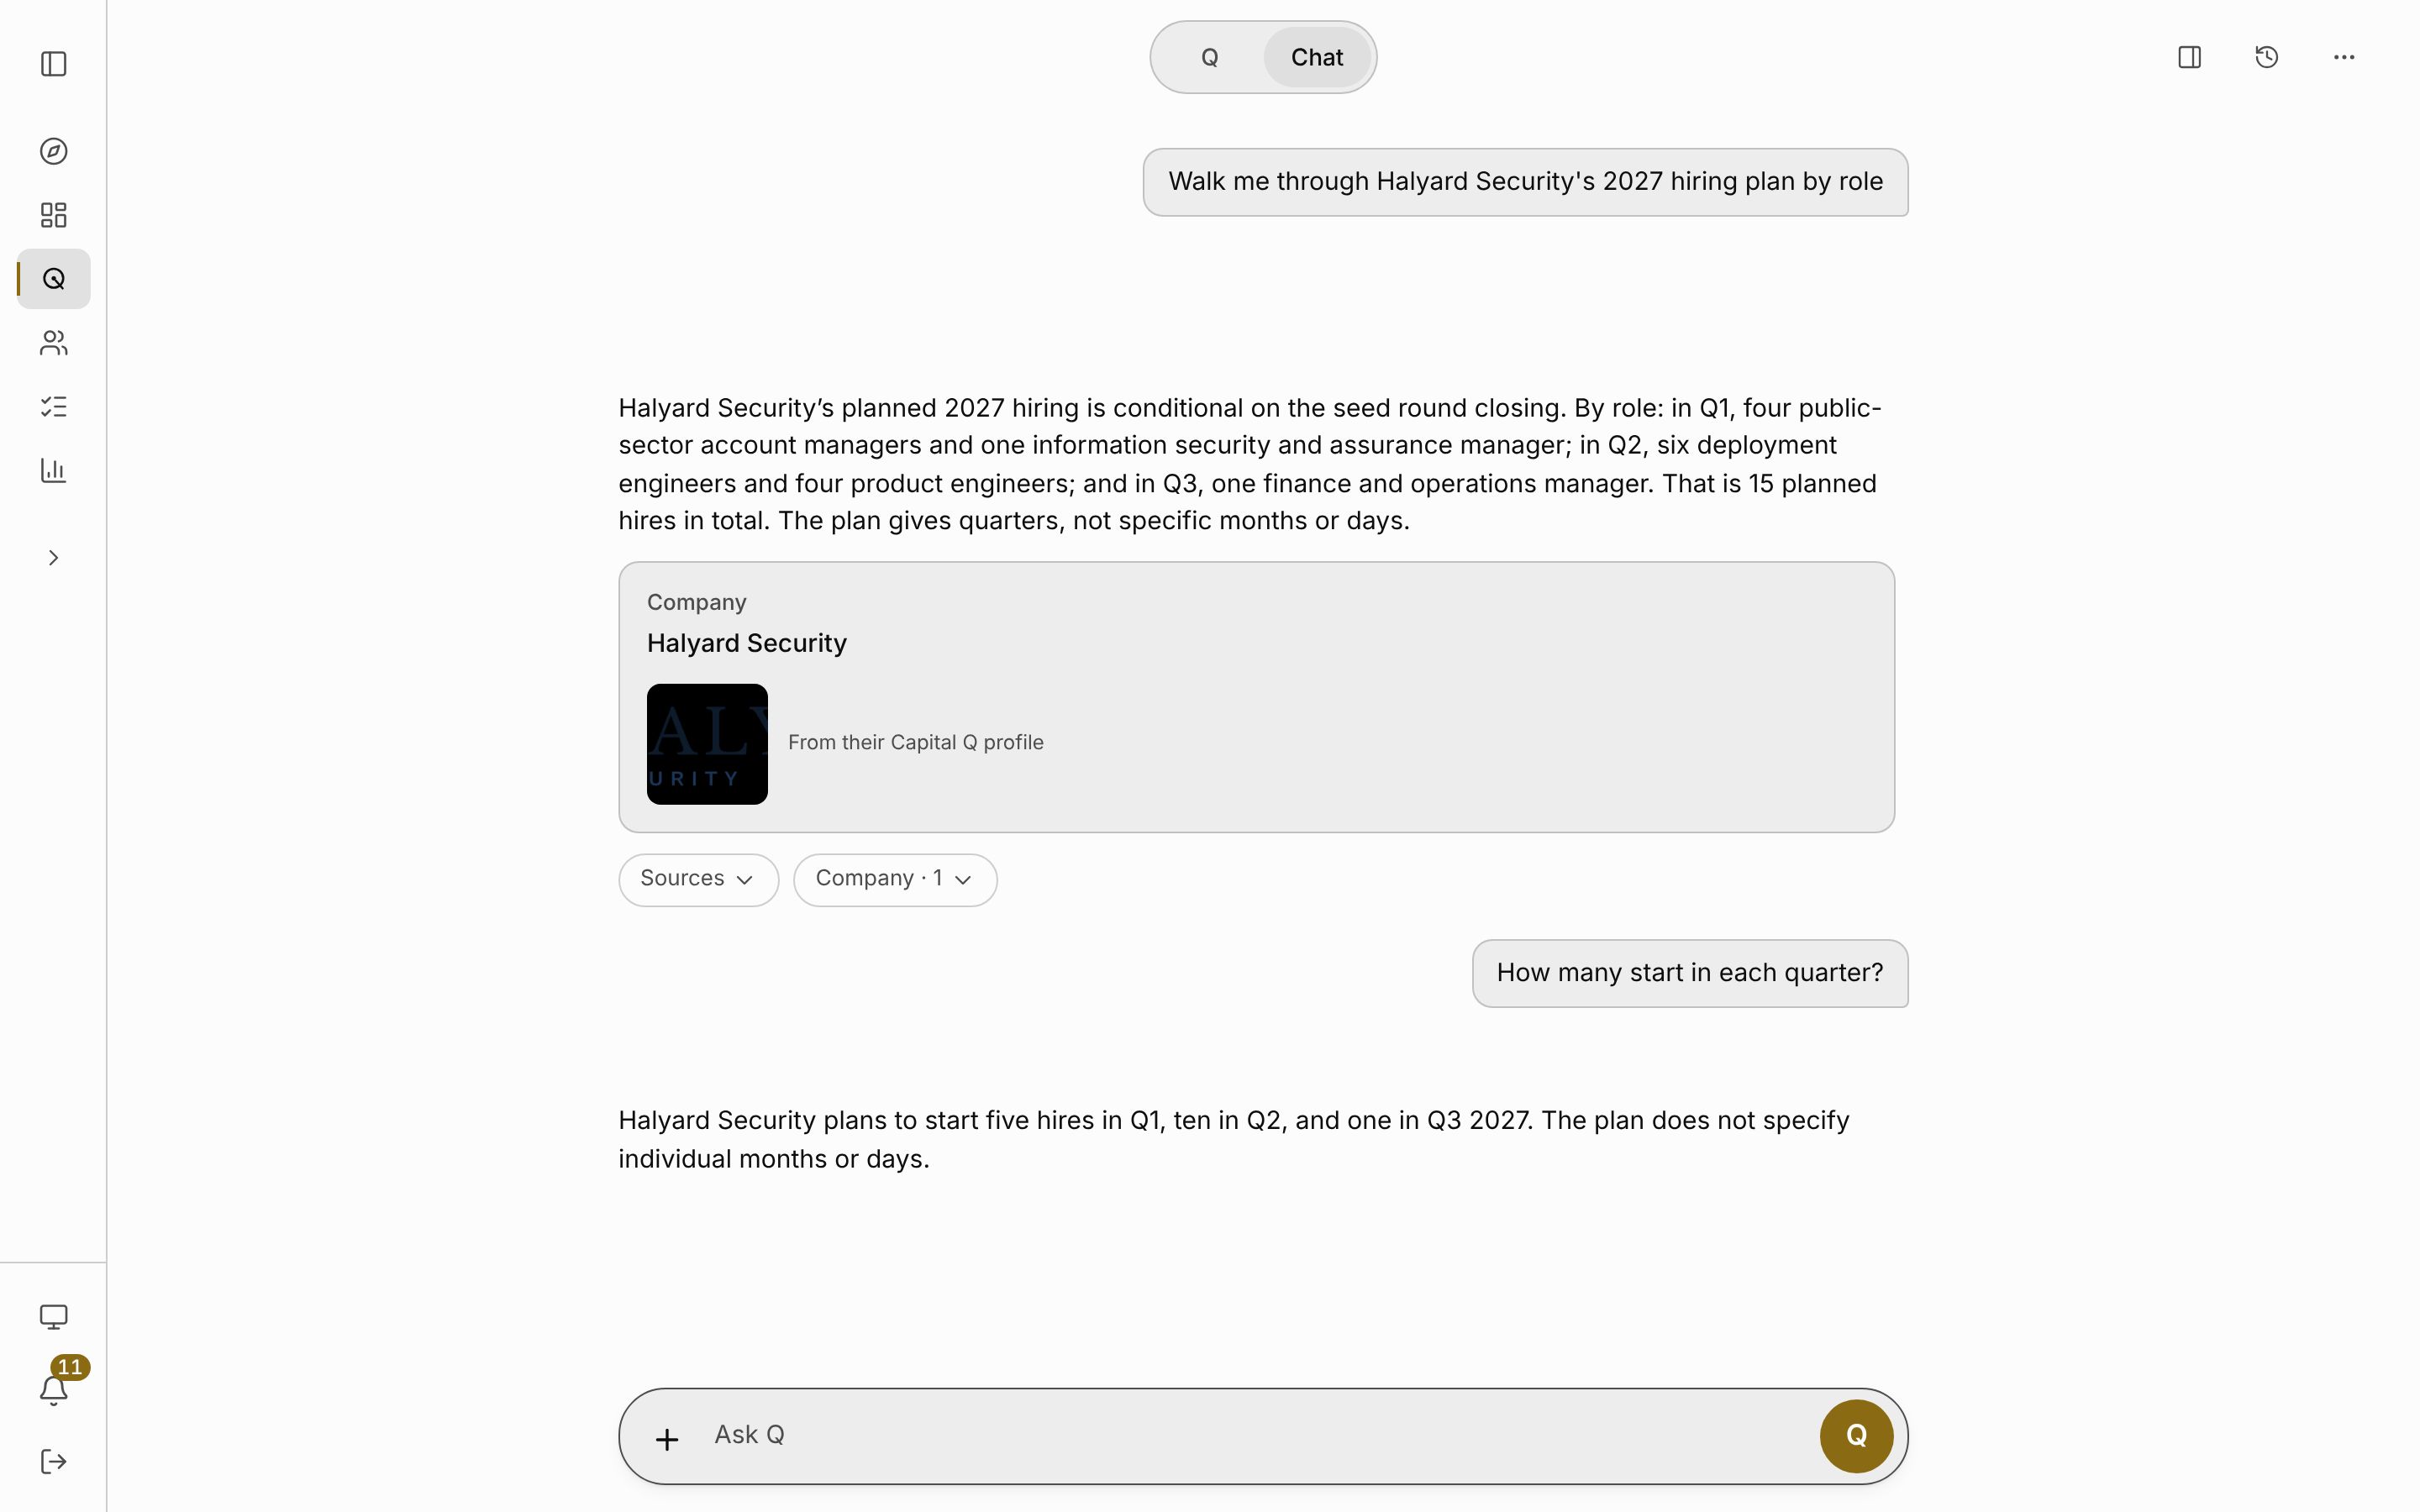 Q
Chat
Walk me through Halyard Security's 2027 hiring plan by role
Halyard Security’s planned 2027 hiring is conditional on the seed round closing. By role: in Q1, four public-
sector account managers and one information security and assurance manager; in Q2, six deployment
engineers and four product engineers; and in Q3, one finance and operations manager. That is 15 planned
hires in total. The plan gives quarters, not specific months or days.
Company
Halyard Security
ALY
URITY
From their Capital Q profile
Sources
Company · 1
How many start in each quarter?
Halyard Security plans to start five hires in Q1, ten in Q2, and one in Q3 2027. The plan does not specify
individual months or days.
11
Ask Q
Q